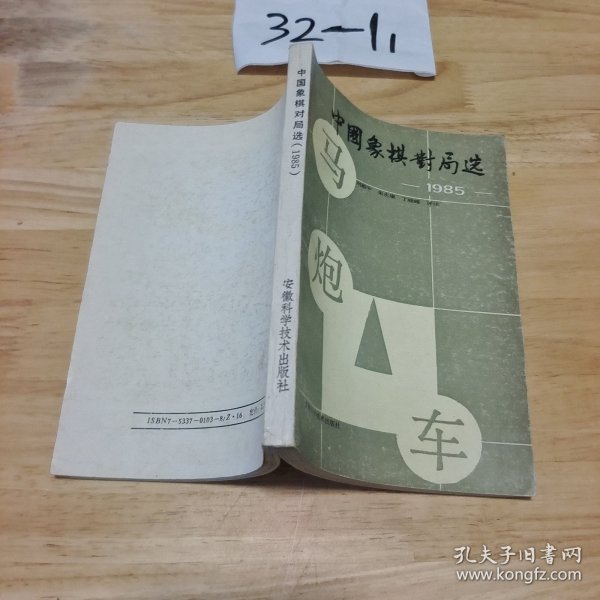 32-11
中国象棋对局选(1985)
安徽科学技术出版社
中國象棋對局选
—1985—
马
炮
车
ISBN7-5337-0103-8/Z·16
孔夫子旧书网
www.kongfz.com